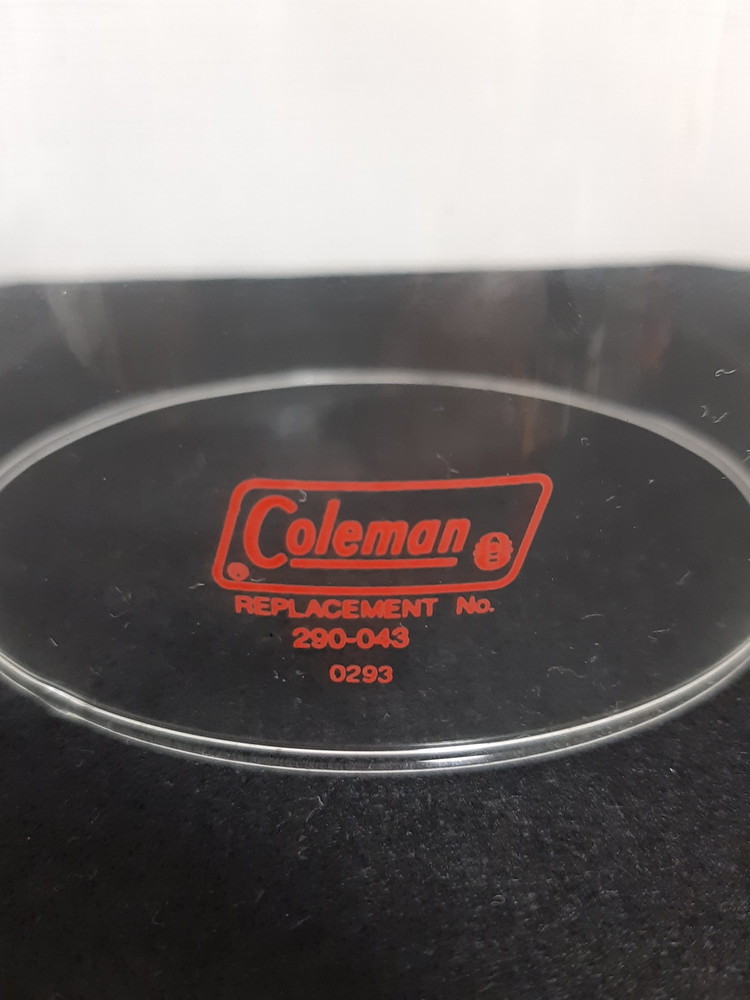 Coleman
REPLACEMENT No.
290-043
0293